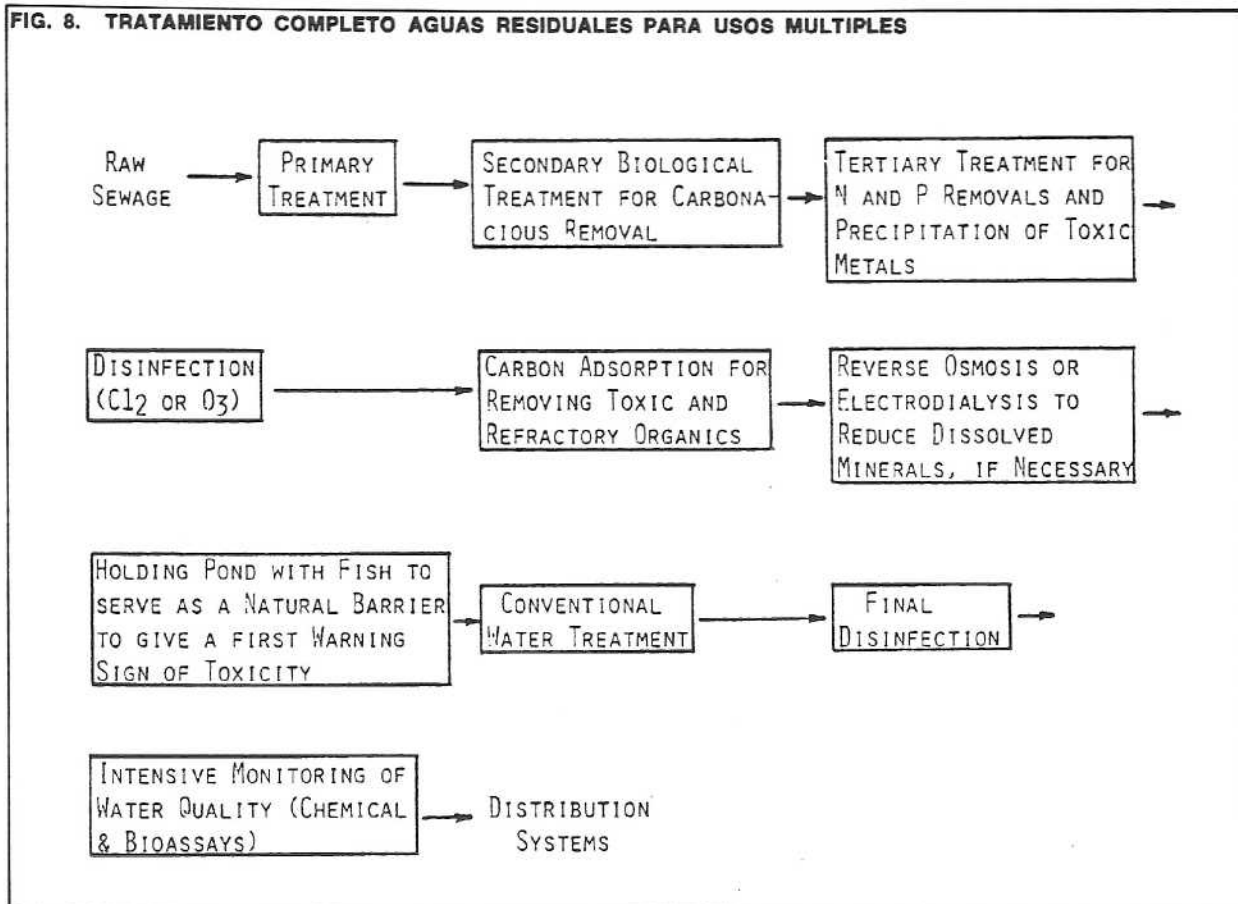 FIG. 8. TRATAMIENTO COMPLETO AGUAS RESIDUALES PARA USOS MULTIPLES
RAW
SEWAGE
PRIMARY
TREATMENT
SECONDARY BIOLOGICAL
TREATMENT FOR CARBONA-
CIOUS REMOVAL
TERTIARY TREATMENT FOR
N AND P REMOVALS AND
PRECIPITATION OF TOXIC
METALS
DISINFECTION
(Cl2 OR O3)
CARBON ADSORPTION FOR
REMOVING TOXIC AND
REFRACTORY ORGANICS
REVERSE OSMOSIS OR
ELECTRODIALYSIS TO
REDUCE DISSOLVED
MINERALS, IF NECESSARY
HOLDING POND WITH FISH TO
SERVE AS A NATURAL BARRIER
TO GIVE A FIRST WARNING
SIGN OF TOXICITY
CONVENTIONAL
WATER TREATMENT
FINAL
DISINFECTION
INTENSIVE MONITORING OF
WATER QUALITY (CHEMICAL
& BIOASSAYS)
DISTRIBUTION
SYSTEMS